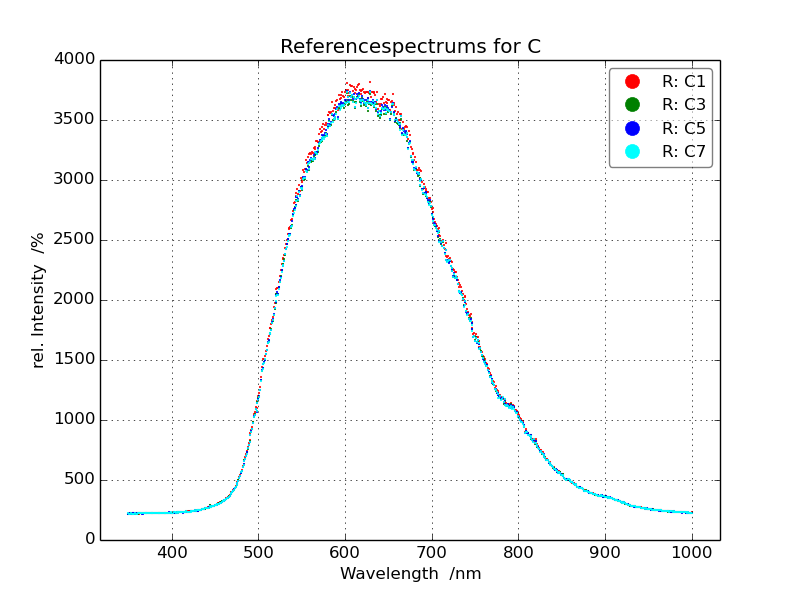 Referencespectrums for C
4000
3500
3000
2500
2000
1500
1000
500
0
rel. Intensity /%
R: C1
R: C3
R: C5
R: C7
400 500 600 700 800 900 1000
Wavelength /nm